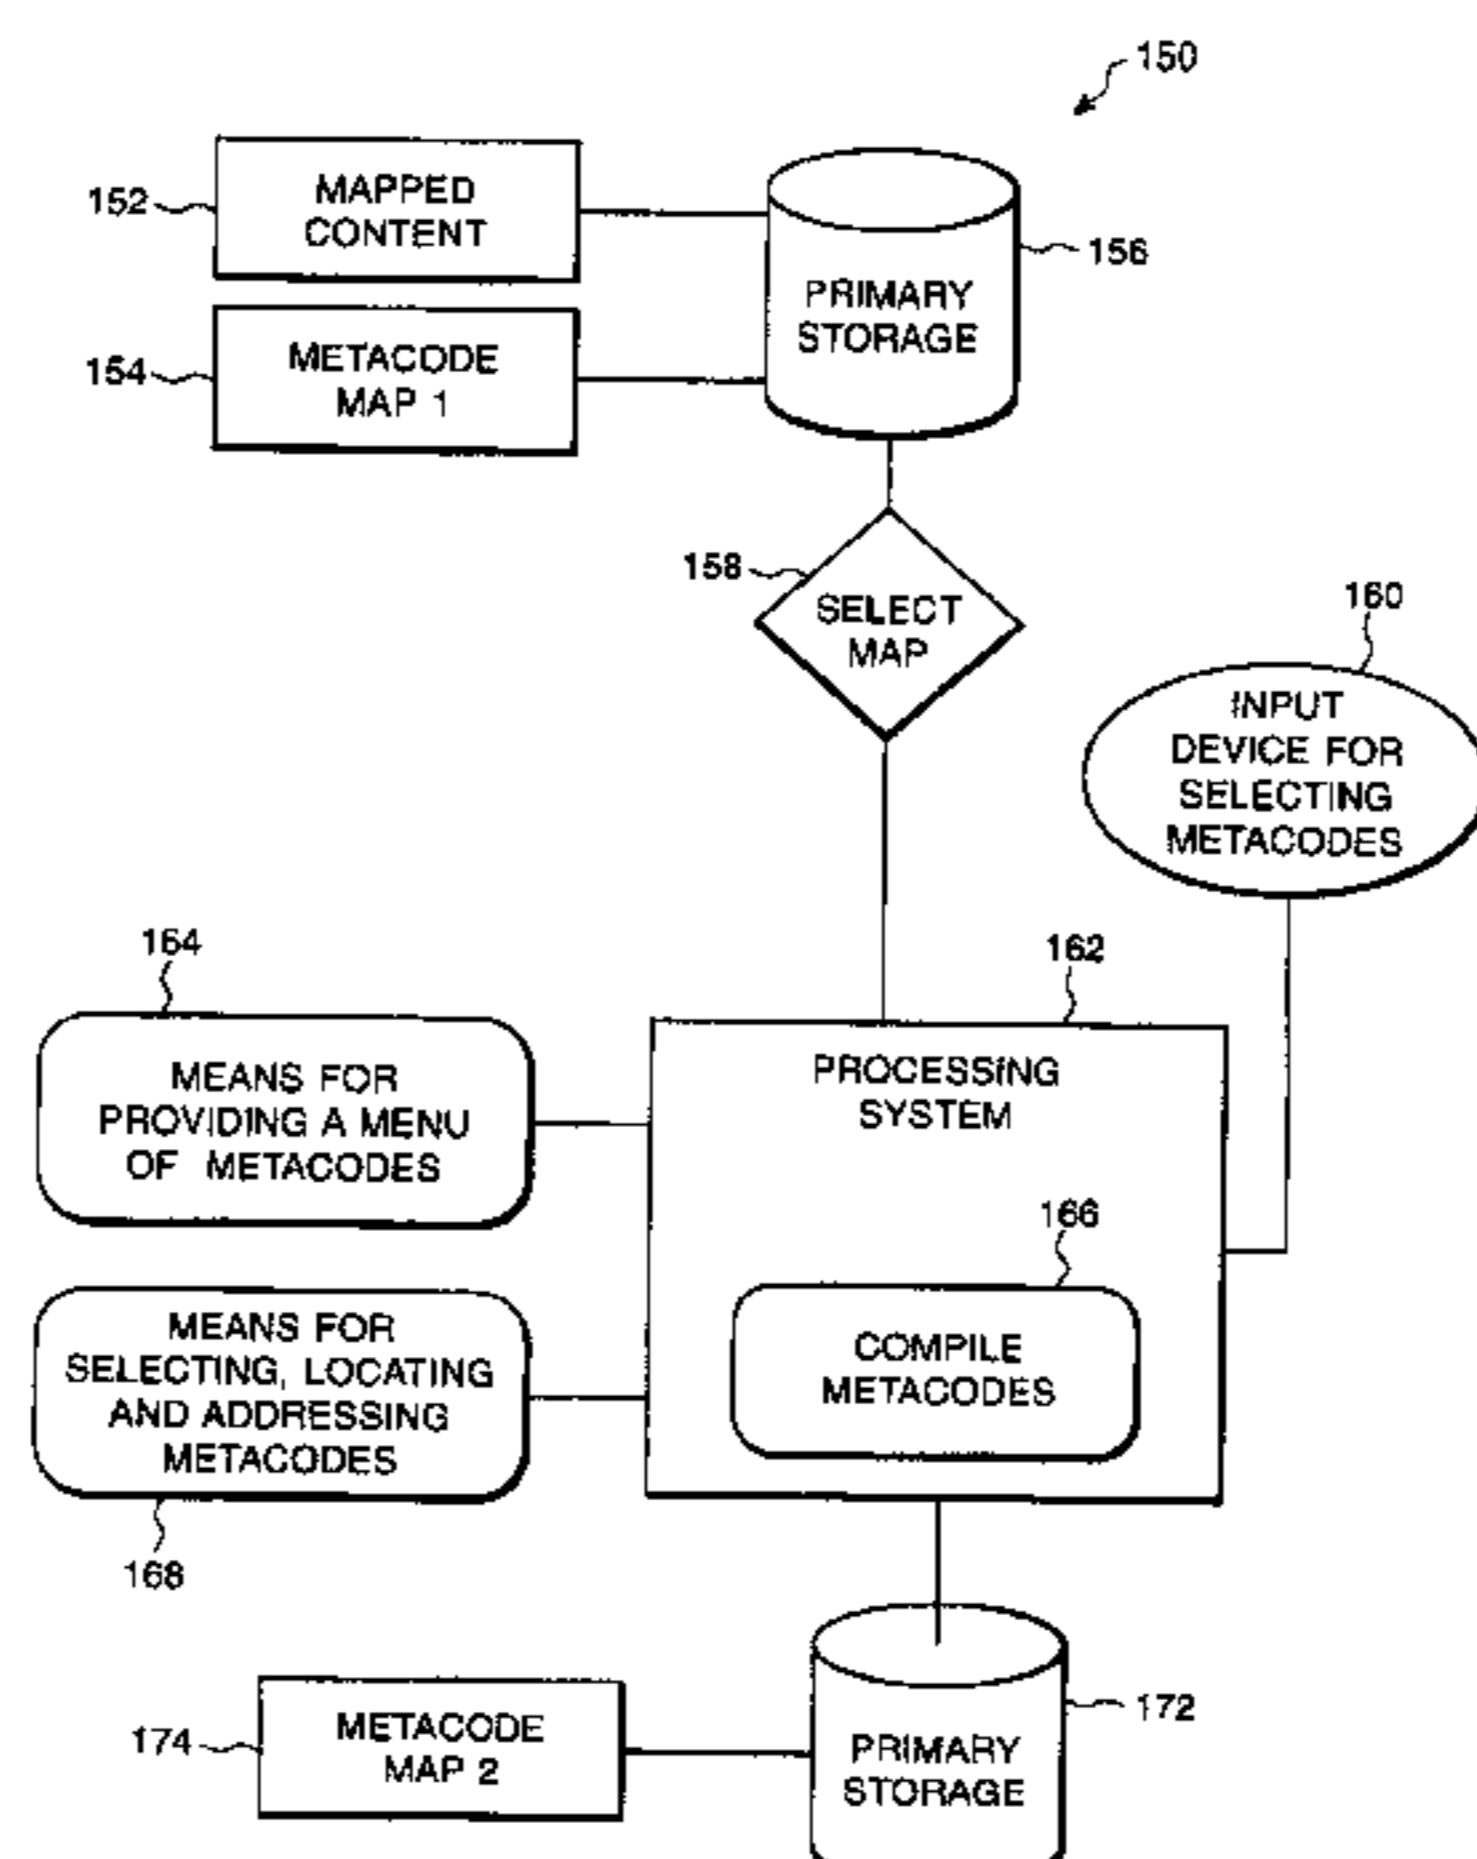 150
152
MAPPED
CONTENT
156
PRIMARY
STORAGE
154
METACODE
MAP 1
158
SELECT
MAP
160
INPUT
DEVICE FOR
SELECTING
METACODES
164
162
MEANS FOR
PROVIDING A MENU
OF METACODES
PROCESSING
SYSTEM
166
COMPILE
METACODES
MEANS FOR
SELECTING, LOCATING
AND ADDRESSING
METACODES
168
174
METACODE
MAP 2
172
PRIMARY
STORAGE